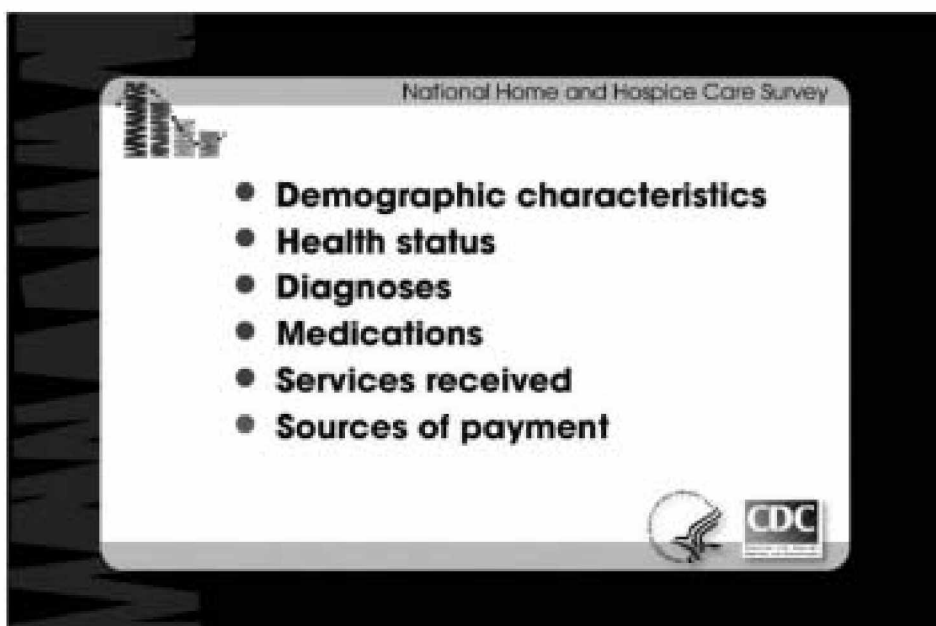 National Home and Hospice Care Survey
Demographic characteristics
Health status
Diagnoses
Medications
Services received
Sources of payment
CDC